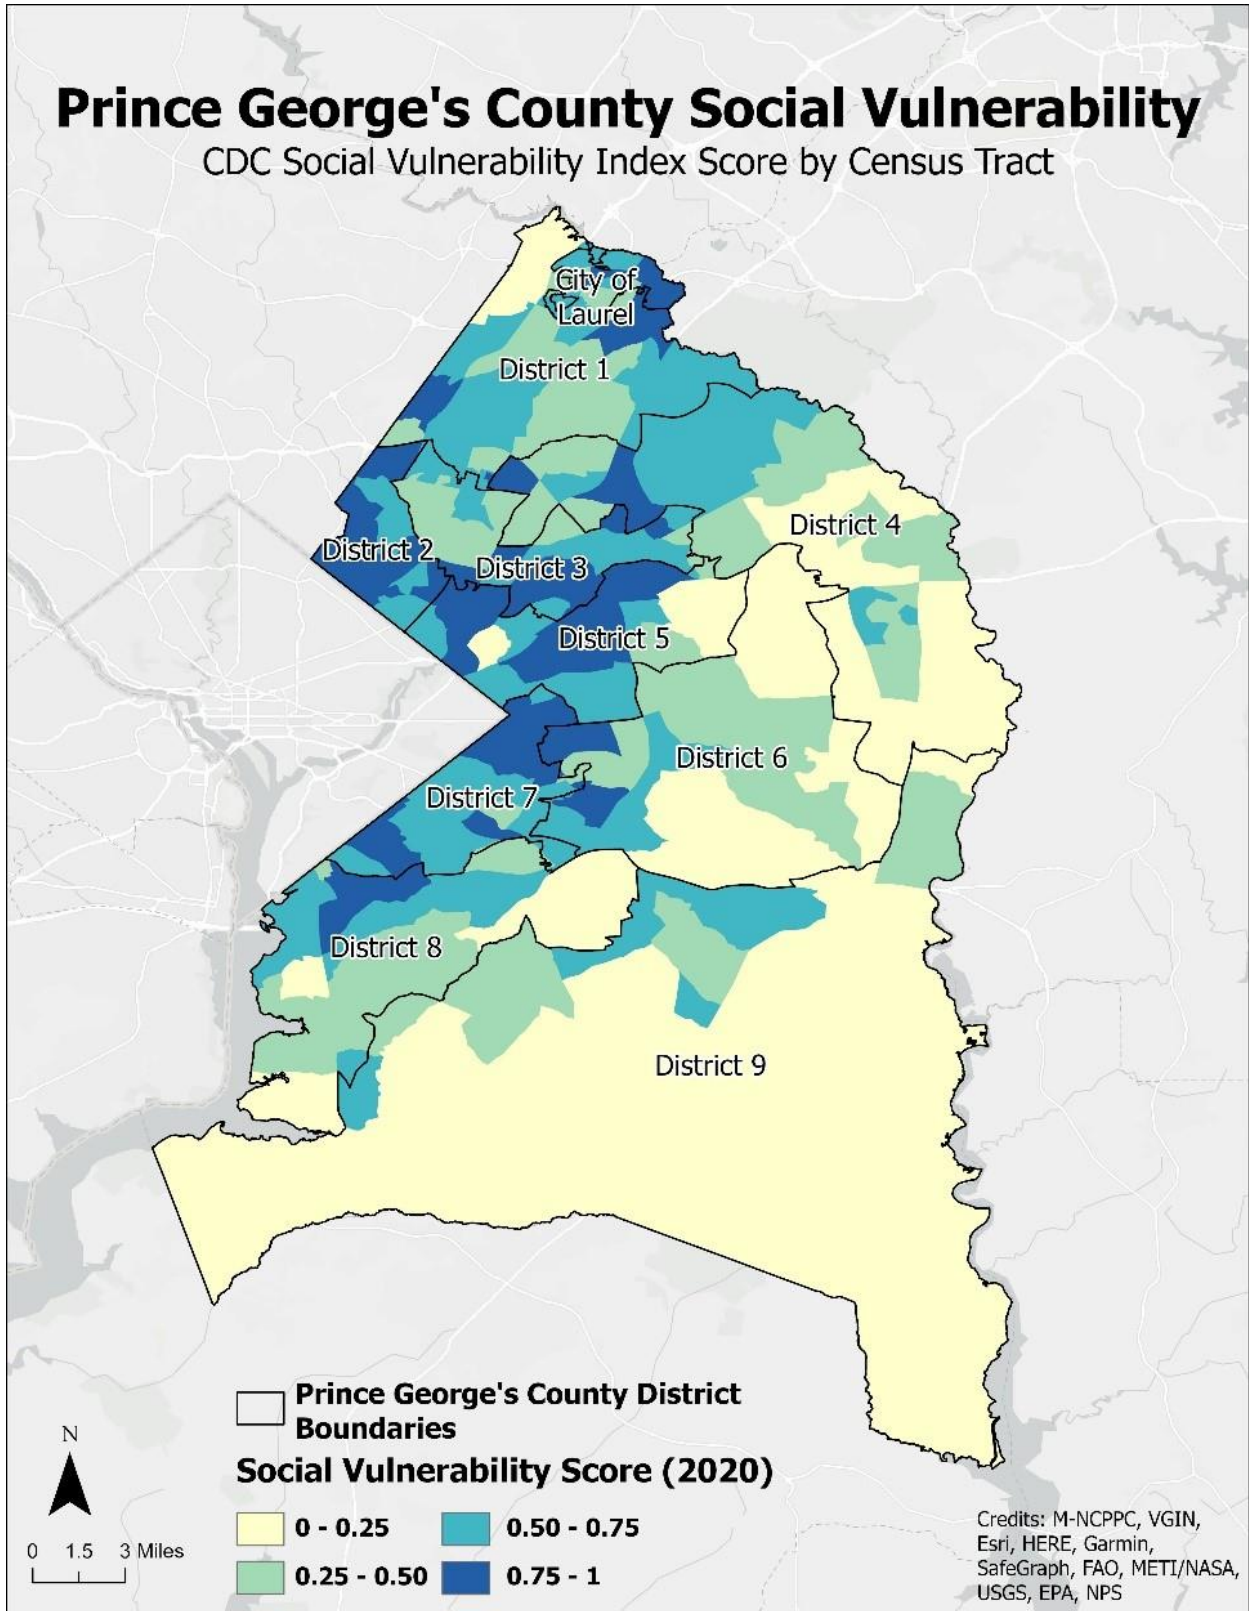 Prince George's County Social Vulnerability
CDC Social Vulnerability Index Score by Census Tract
City of
Laurel
District 1
District 4
District 2
District 3
District 5
District 6
District 7
District 8
District 9
Prince George's County District
Boundaries
Social Vulnerability Score (2020)
N
0 - 0.25
0.50 - 0.75
0 1.5 3 Miles
0.25 - 0.50
0.75 - 1
Credits: M-NCPPC, VGIN,
Esri, HERE, Garmin,
SafeGraph, FAO, METI/NASA,
USGS, EPA, NPS